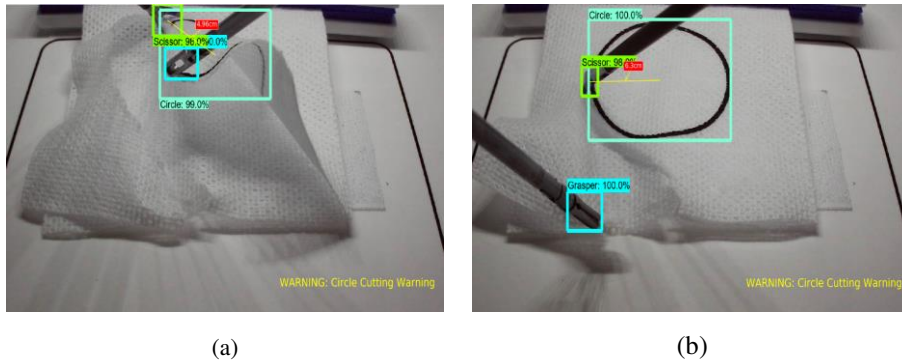 4.96cm
Scissor: 96.0%
0.0%
Circle: 99.0%
WARNING: Circle Cutting Warning
(a)
Circle: 100.0%
Scissor: 98.0%
6.3cm
Grasper: 100.0%
WARNING: Circle Cutting Warning
(b)